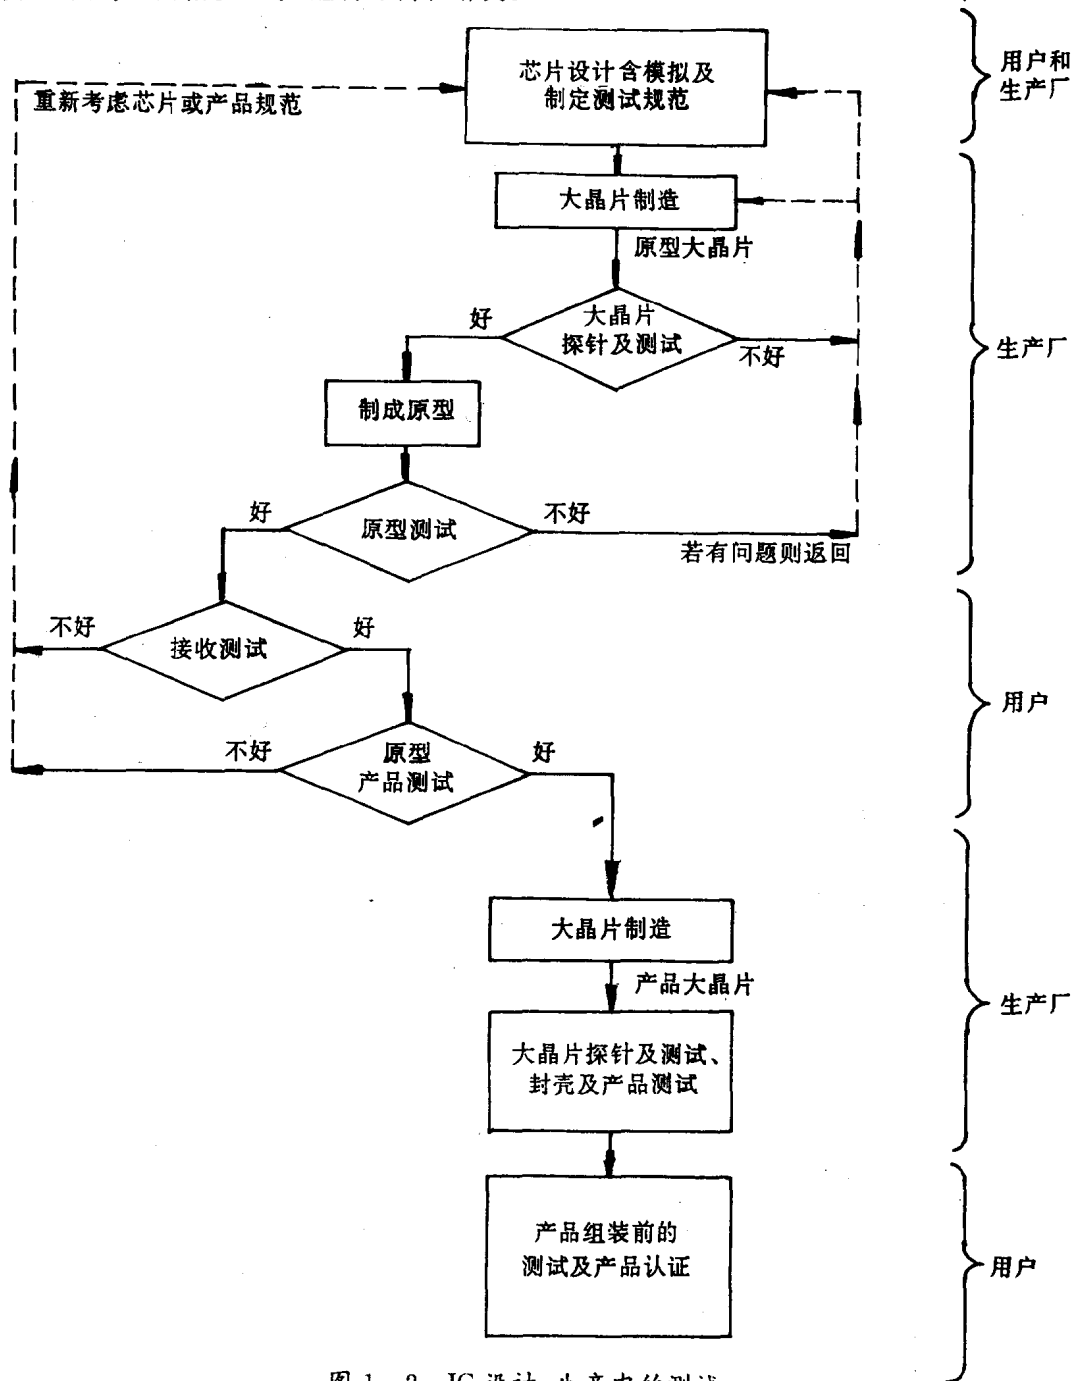 用户和
生产厂
芯片设计含模拟及
制定测试规范
重新考虑芯片或产品规范
大晶片制造
原型大晶片
大晶片
探针及测试
好
不好
生产厂
制成原型
好
原型测试
不好
若有问题则返回
不好
接收测试
好
用户
不好
原型
产品测试
好
大晶片制造
产品大晶片
生产厂
大晶片探针及测试、
封壳及产品测试
产品组装前的
测试及产品认证
用户
IC 设计